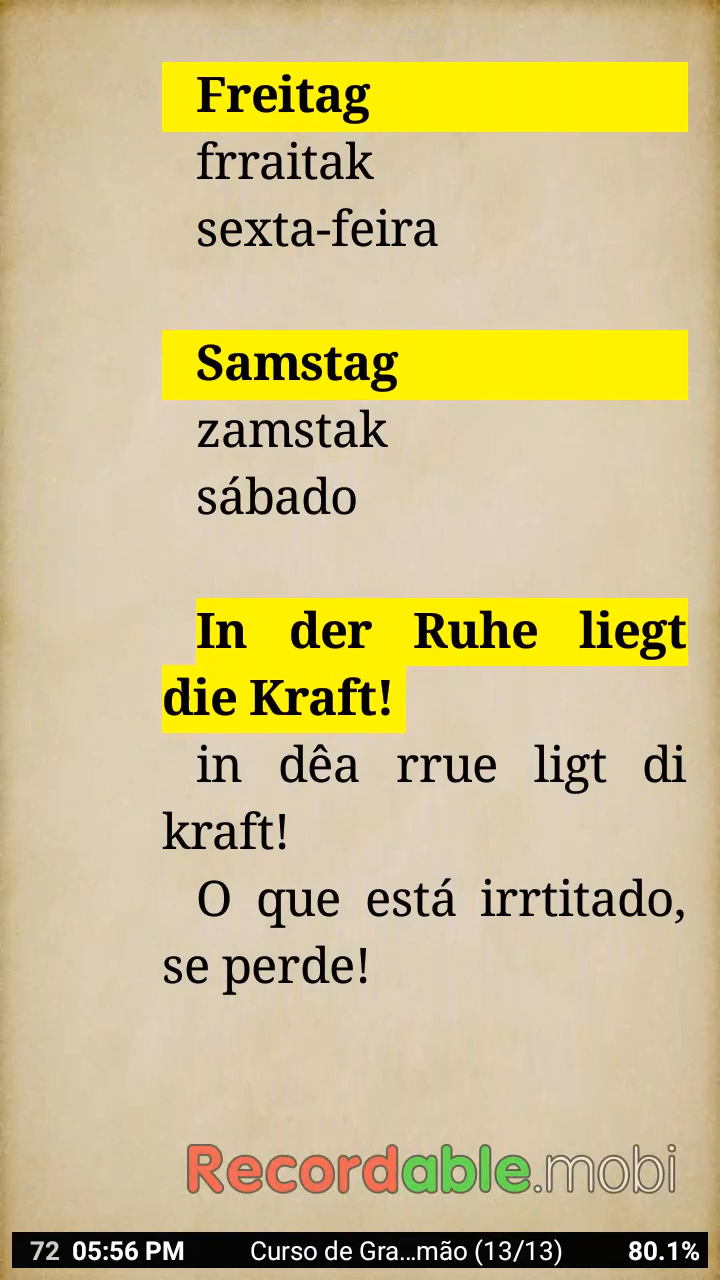 Freitag
frraitak
sexta-feira
Samstag
zamstak
sábado
In der Ruhe liegt
die Kraft!
in dêa rrue ligt di
kraft!
O que está irrtitado,
se perde!
Recordable.mobi
72 05:56 PM Curso de Gra...mão (13/13) 80.1%